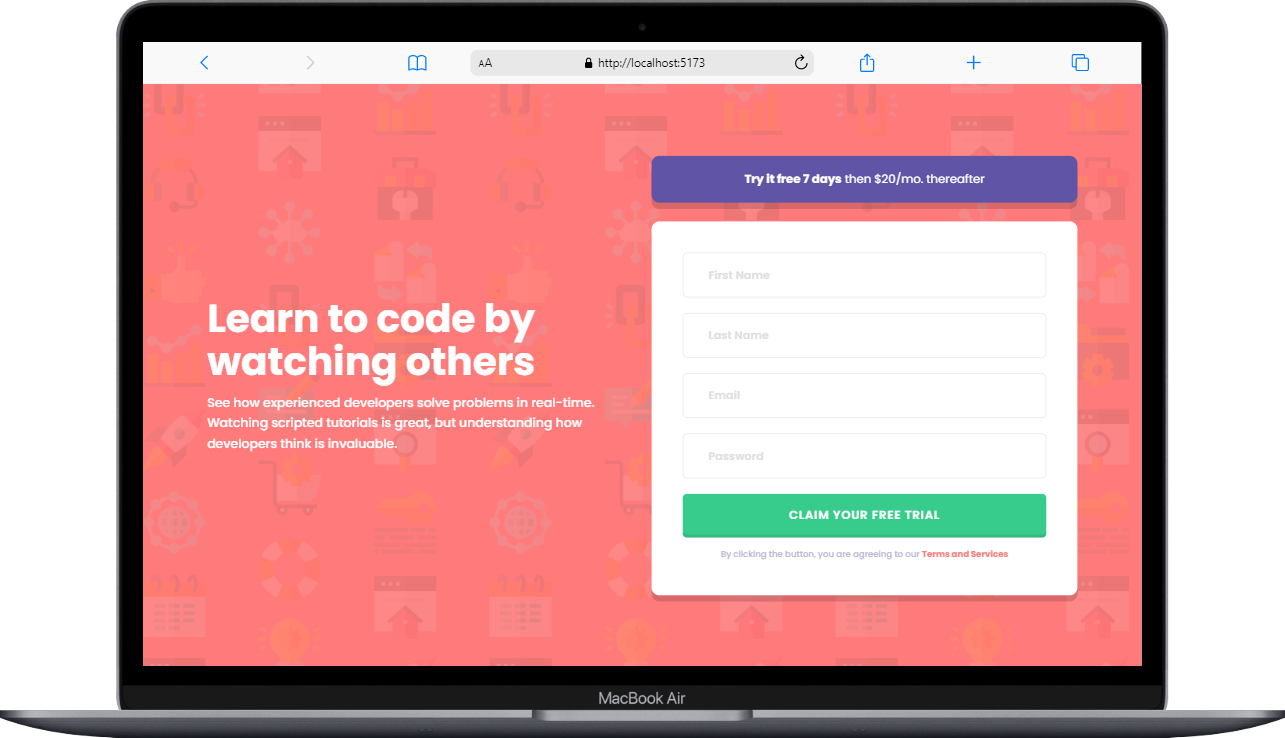 AA
http://localhost:5173
Try it free 7 days then $20/mo. thereafter
Learn to code by
watching others
See how experienced developers solve problems in real-time.
Watching scripted tutorials is great, but understanding how
developers think is invaluable.
First Name
Last Name
Email
Password
CLAIM YOUR FREE TRIAL
By clicking the button, you are agreeing to our Terms and Services
MacBook Air